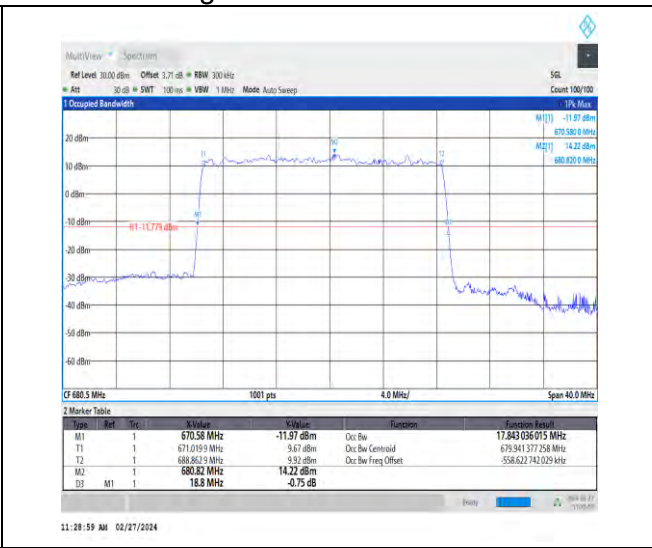 MultiView Spectrum
Ref Level 30.00 dBm Offset 3.71 dB RBW 300 kHz SGL
Att 30 dB SWT 100 ms VBW 1 MHz Mode Auto Sweep Count 100/100
1 Occupied Bandwidth 1Pk Max
M1[1] -11.97 dBm
670.580 0 MHz
M2[1] 14.22 dBm
680.820 0 MHz
20 dBm
M2
T1 T2
10 dBm
0 dBm
M1
-10 dBm
H1 -11.779 dBm D3
-20 dBm
-30 dBm
-40 dBm
-50 dBm
-60 dBm
CF 680.5 MHz 1001 pts 4.0 MHz/ Span 40.0 MHz
2 Marker Table
Type Ref Trc X-Value Y-Value Function Function Result
M1 1 670.58 MHz -11.97 dBm Occ Bw 17.843 036 015 MHz
T1 1 671.019 9 MHz 9.67 dBm Occ Bw Centroid 679.941 377 258 MHz
T2 1 688.862 9 MHz 9.92 dBm Occ Bw Freq Offset -558.622 742 029 kHz
M2 1 680.82 MHz 14.22 dBm
D3 M1 1 18.8 MHz -0.75 dB
Ready
11:28:59 AM 02/27/2024